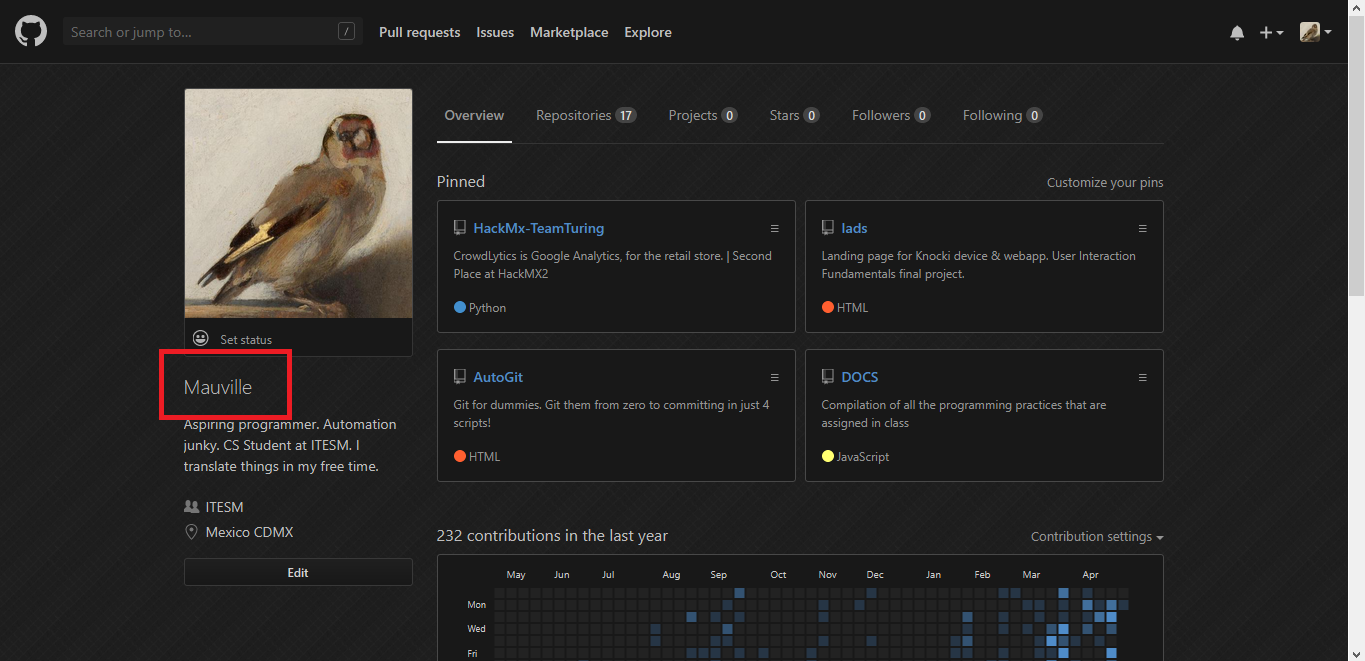 Search or jump to...
/
Pull requests
Issues
Marketplace
Explore
Overview
Repositories 17
Projects 0
Stars 0
Followers 0
Following 0
Set status
Mauville
Aspiring programmer. Automation
junky. CS Student at ITESM. I
translate things in my free time.
ITESM
Mexico CDMX
Edit
Pinned
Customize your pins
HackMx-TeamTuring
CrowdLytics is Google Analytics, for the retail store. | Second
Place at HackMX2
Python
lads
Landing page for Knocki device & webapp. User Interaction
Fundamentals final project.
HTML
AutoGit
Git for dummies. Git them from zero to committing in just 4
scripts!
HTML
DOCS
Compilation of all the programming practices that are
assigned in class
JavaScript
232 contributions in the last year
Contribution settings
May Jun Jul Aug Sep Oct Nov Dec Jan Feb Mar Apr
Mon
Wed
Fri